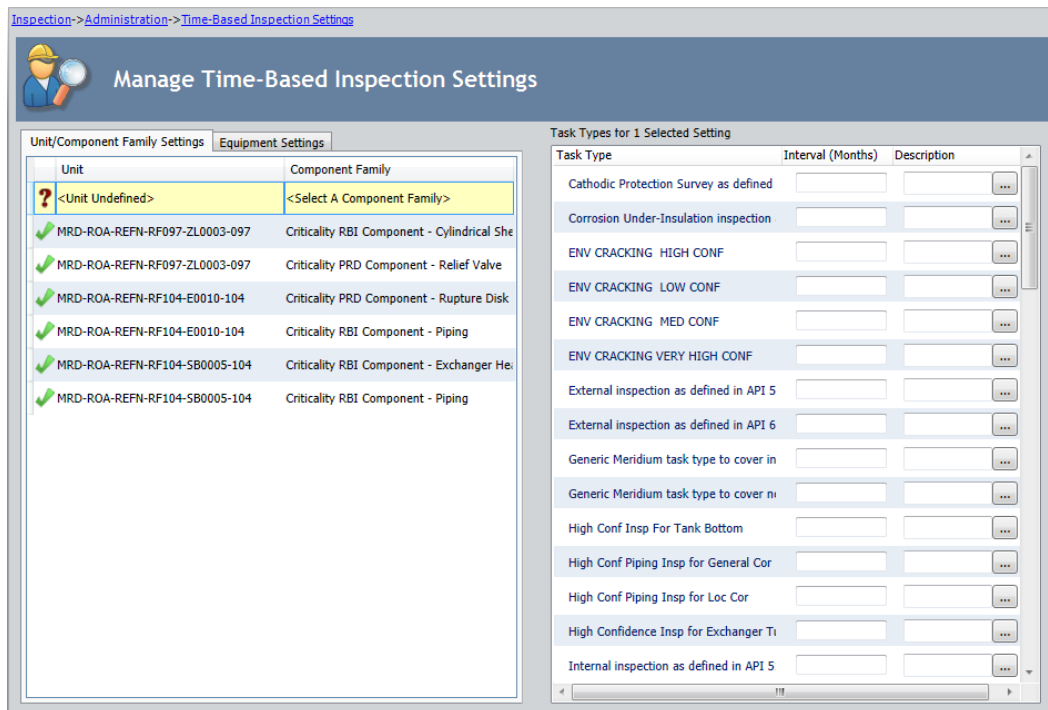 Inspection->Administration->Time-Based Inspection Settings
Manage Time-Based Inspection Settings
Unit/Component Family Settings
Equipment Settings
Unit
Component Family
? <Unit Undefined>
<Select A Component Family>
MRD-ROA-REFN-RF097-ZL0003-097
Criticality RBI Component - Cylindrical She
MRD-ROA-REFN-RF097-ZL0003-097
Criticality PRD Component - Relief Valve
MRD-ROA-REFN-RF104-E0010-104
Criticality PRD Component - Rupture Disk
MRD-ROA-REFN-RF104-E0010-104
Criticality RBI Component - Piping
MRD-ROA-REFN-RF104-SB0005-104
Criticality RBI Component - Exchanger Hea
MRD-ROA-REFN-RF104-SB0005-104
Criticality RBI Component - Piping
Task Types for 1 Selected Setting
Task Type
Interval (Months)
Description
Cathodic Protection Survey as defined
...
Corrosion Under-Insulation inspection
...
ENV CRACKING  HIGH CONF
...
ENV CRACKING  LOW CONF
...
ENV CRACKING  MED CONF
...
ENV CRACKING VERY HIGH CONF
...
External inspection as defined in API 5
...
External inspection as defined in API 6
...
Generic Meridium task type to cover in
...
Generic Meridium task type to cover no
...
High Conf Insp For Tank Bottom
...
High Conf Piping Insp for General Cor
...
High Conf Piping Insp for Loc Cor
...
High Confidence Insp for Exchanger Tu
...
Internal inspection as defined in API 5
...